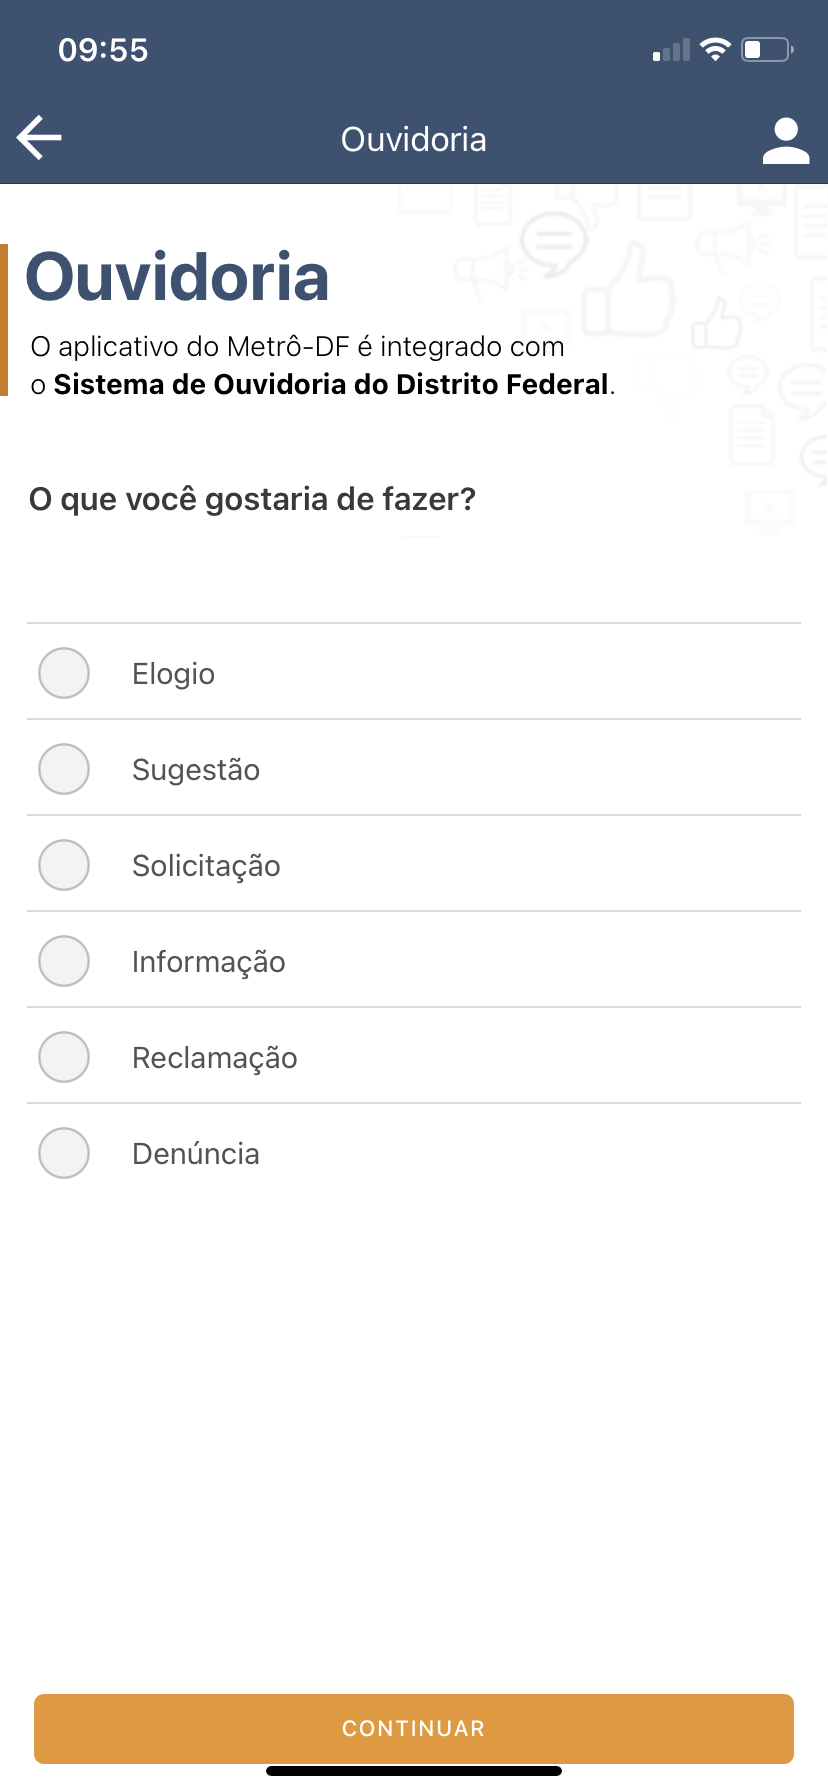 09:55
Ouvidoria
Ouvidoria
O aplicativo do Metrô-DF é integrado com
o Sistema de Ouvidoria do Distrito Federal.
O que você gostaria de fazer?
Elogio
Sugestão
Solicitação
Informação
Reclamação
Denúncia
CONTINUAR